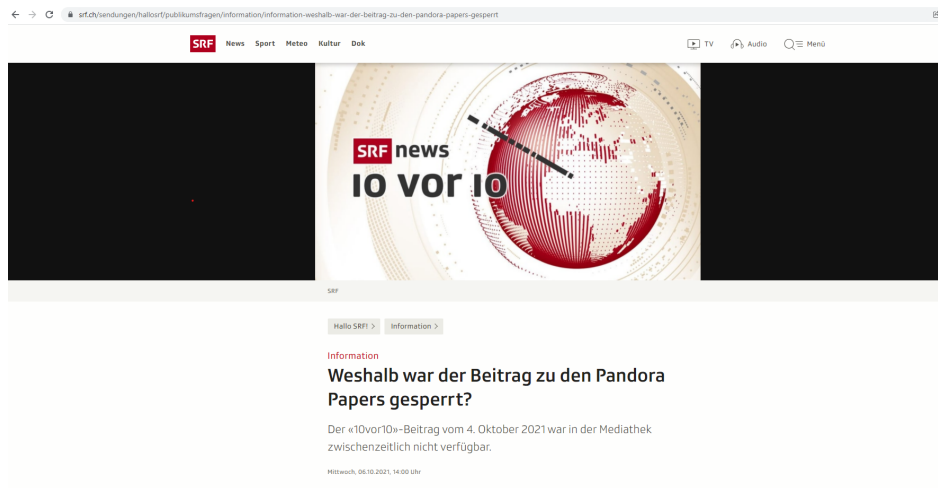 srf.ch/sendungen/hallosrf/publikumsfragen/information/information-weshalb-war-der-beitrag-zu-den-pandora-papers-gesperrt
SRF News Sport Meteo Kultur Dok TV Audio Menü
SRF news
10 vor 10
SRF
Hallo SRF! > Information >
Information
Weshalb war der Beitrag zu den Pandora
Papers gesperrt?
Der «10vor10»-Beitrag vom 4. Oktober 2021 war in der Mediathek
zwischenzeitlich nicht verfügbar.
Mittwoch, 06.10.2021, 14:00 Uhr